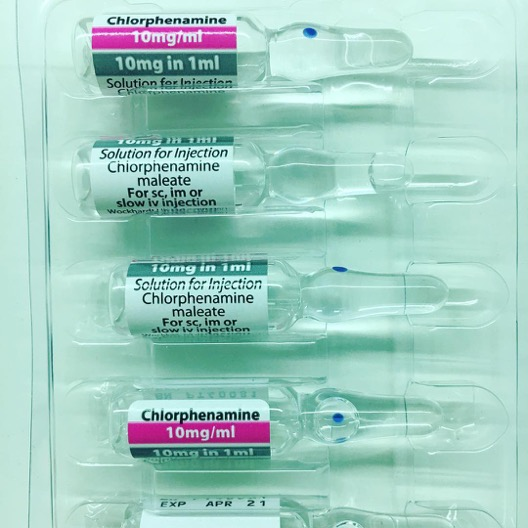 Chlorphenamine
10mg/ml
10mg in 1ml
Solution for Injection
Chlorphenamine
10mg in 1ml
Solution for Injection
Chlorphenamine
maleate
For sc, im or
slow iv injection
10mg in 1ml
Solution for Injection
Chlorphenamine
maleate
For sc, im or
slow iv injection
Chlorphenamine
10mg/ml
10mg in 1ml
EXP APR 21